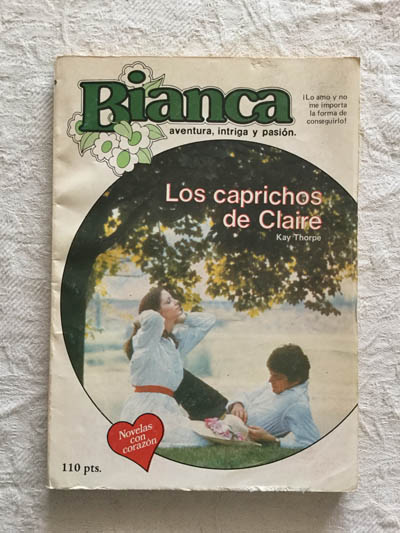 Bianca
aventura, intriga y pasión.
¡Lo amo y no
me importa
la forma de
conseguirlo!
Los caprichos
de Claire
Kay Thorpe
Novelas
con
corazón
110 pts.